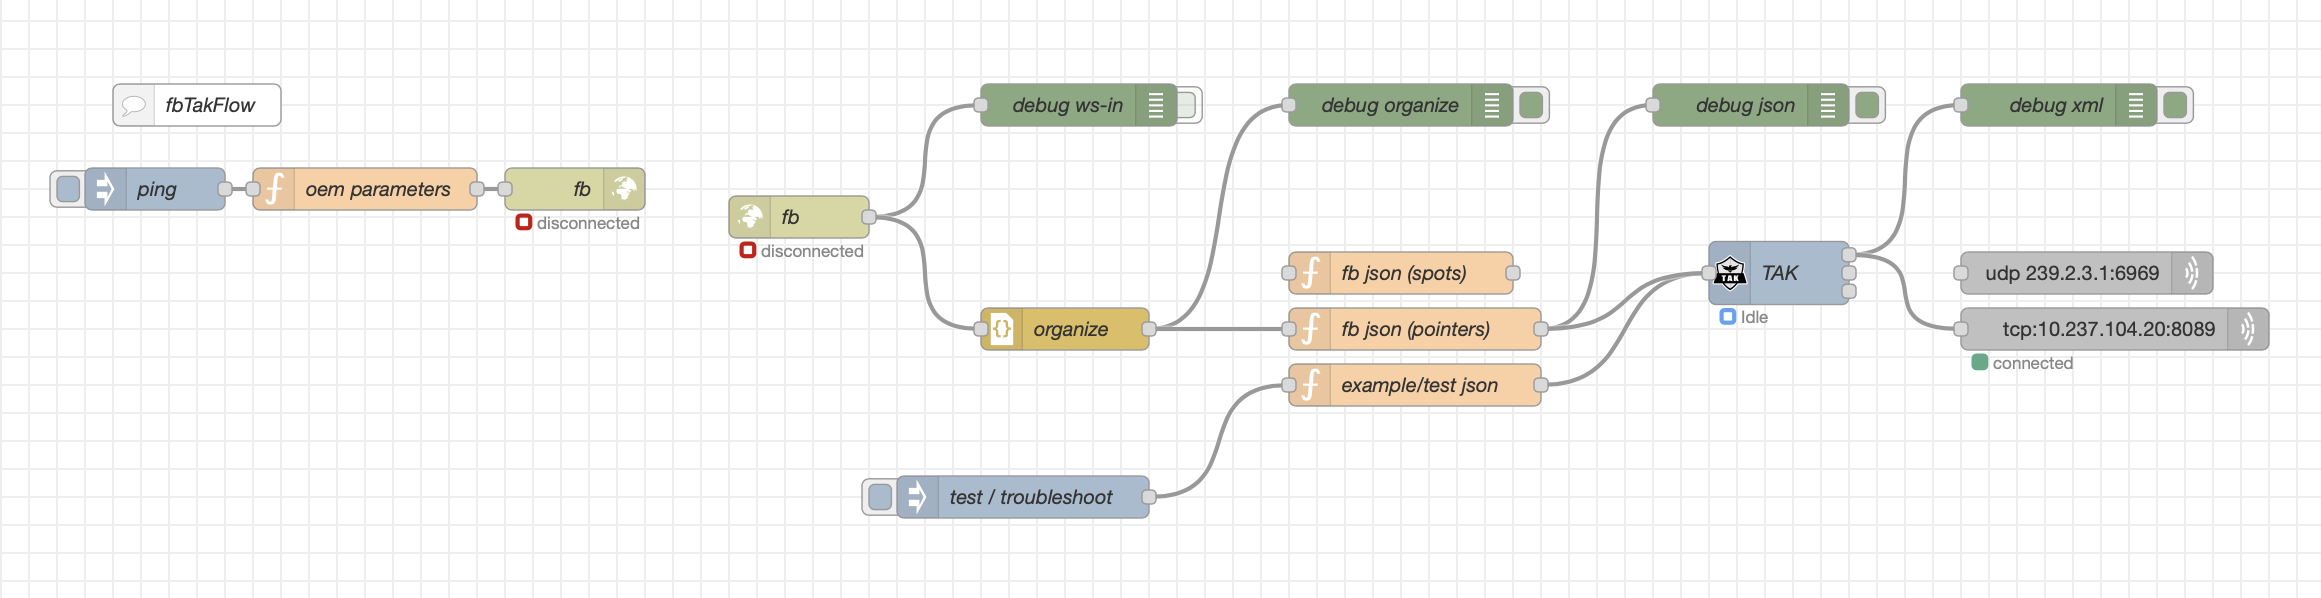 fbTakFlow
debug ws-in
debug organize
debug json
debug xml
ping
oem parameters
fb
disconnected
fb
disconnected
fb json (spots)
TAK
TAK
Idle
udp 239.2.3.1:6969
organize
fb json (pointers)
tcp:10.237.104.20:8089
connected
example/test json
test / troubleshoot